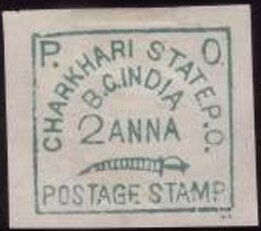 P. O.
CHARKHARI STATE P.O.
B.C. INDIA
2 ANNA
POSTAGE STAMP